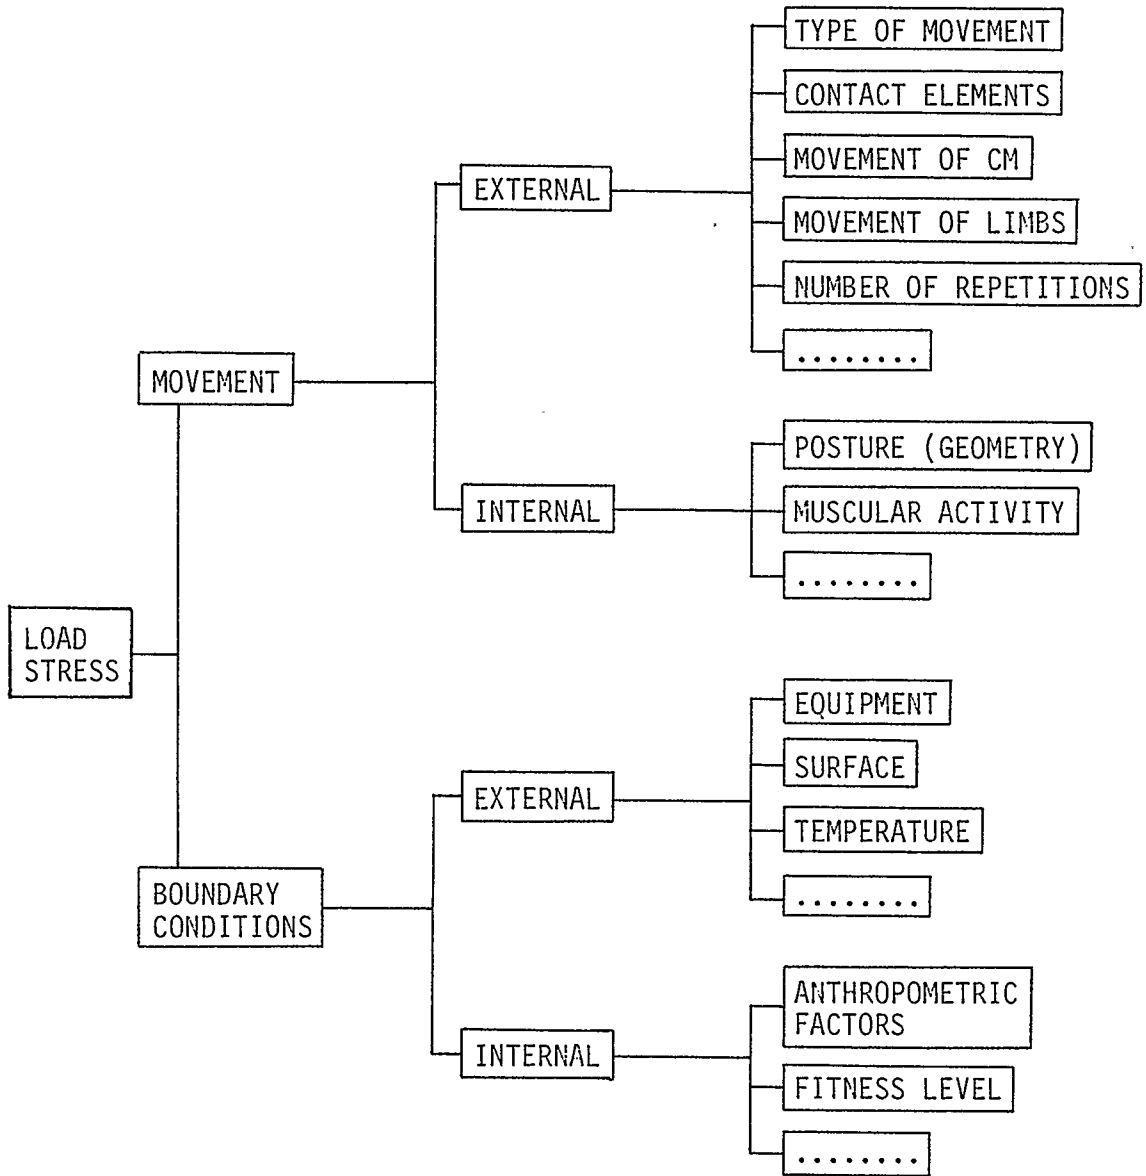 TYPE OF MOVEMENT
CONTACT ELEMENTS
MOVEMENT OF CM
EXTERNAL
MOVEMENT OF LIMBS
NUMBER OF REPETITIONS
........
MOVEMENT
POSTURE (GEOMETRY)
INTERNAL
MUSCULAR ACTIVITY
........
LOAD
STRESS
EQUIPMENT
SURFACE
EXTERNAL
TEMPERATURE
........
BOUNDARY
CONDITIONS
ANTHROPOMETRIC
FACTORS
INTERNAL
FITNESS LEVEL
........